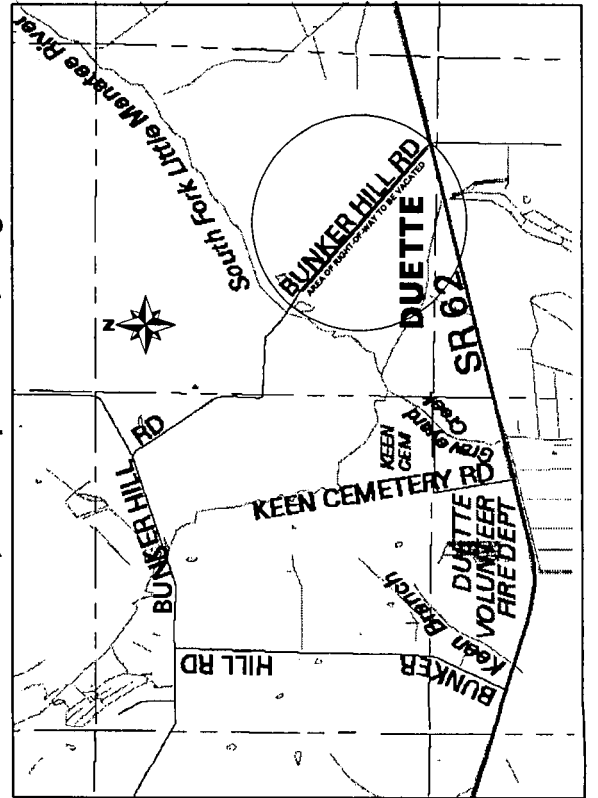 South Fork Little Manatee River
BUNKER HILL RD
AREA OF RIGHT-OF-WAY TO BE VACATED
DUETTE
SR 62
N
BUNKER HILL RD
KEEN
CEM
Graveyard
Creek
KEEN CEMETERY RD
DUETTE
VOLUNTEER
FIRE DEPT
Keen Branch
BUNKER HILL RD